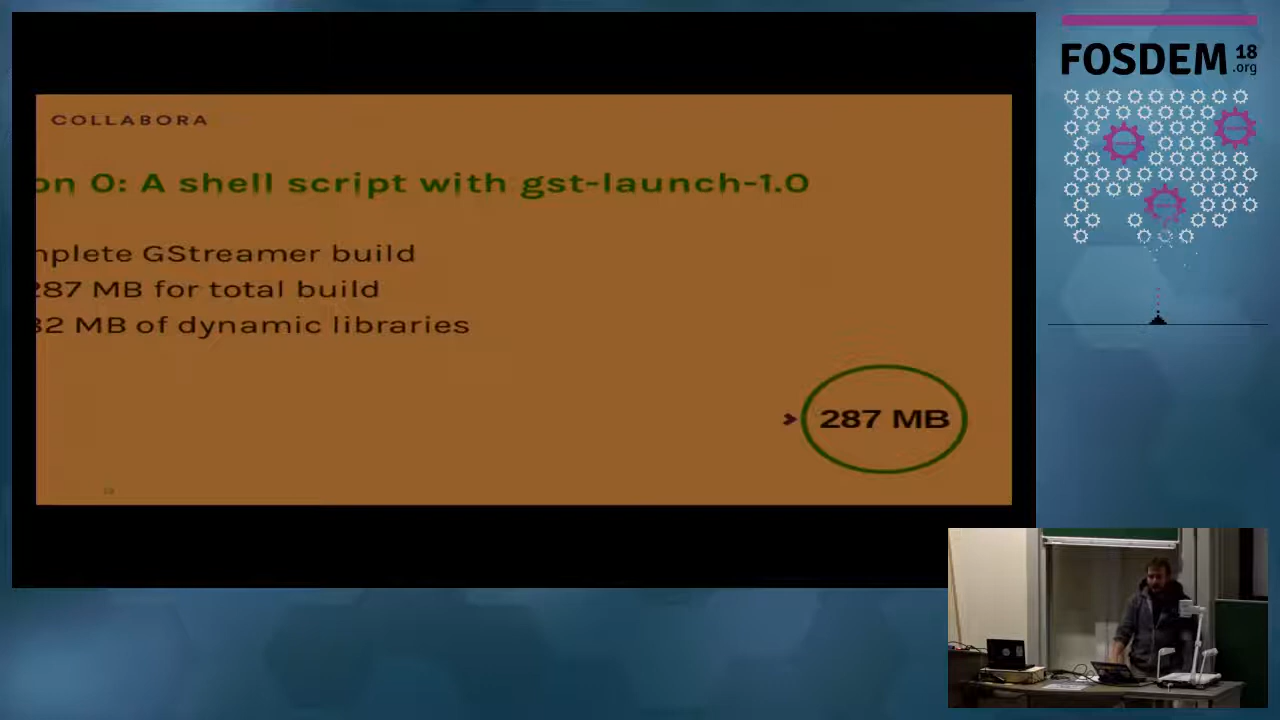 COLLABORA
on 0: A shell script with gst-launch-1.0
mplete GStreamer build
287 MB for total build
32 MB of dynamic libraries
287 MB
FOSDEM 18
.org